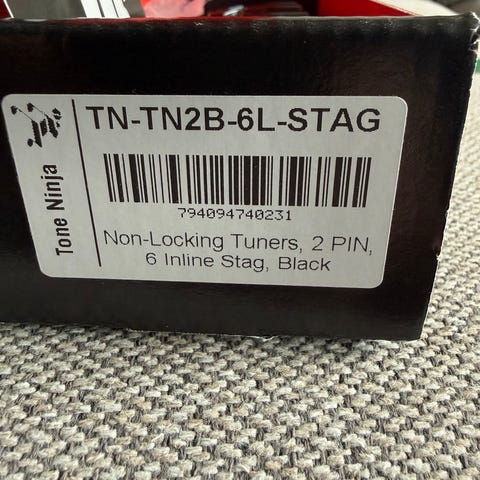 TN-TN2B-6L-STAG
794094740231
Non-Locking Tuners, 2 PIN,
6 Inline Stag, Black
Tone Ninja